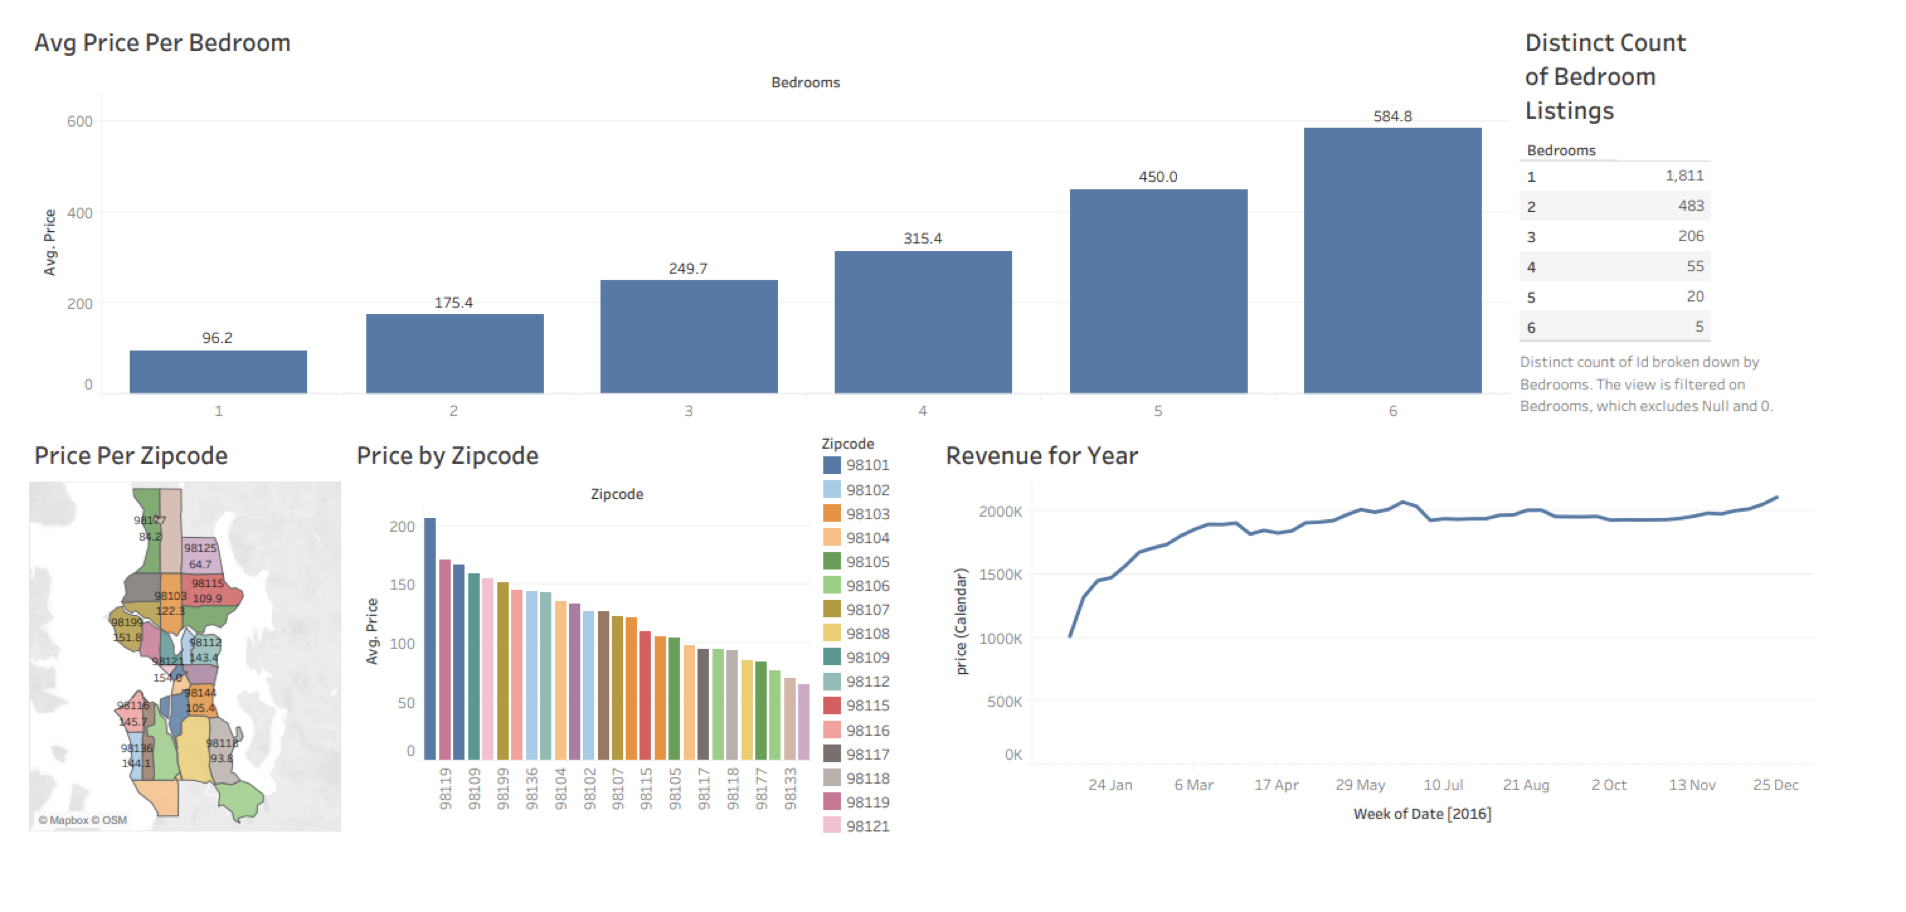 Avg Price Per Bedroom
Bedrooms
Avg. Price
600
400
200
0
96.2
175.4
249.7
315.4
450.0
584.8
1
2
3
4
5
6
Distinct Count
of Bedroom
Listings
Bedrooms
1 1,811
2 483
3 206
4 55
5 20
6 5
Distinct count of Id broken down by
Bedrooms. The view is filtered on
Bedrooms, which excludes Null and 0.
Price Per Zipcode
98177
84.2
98125
64.7
98115
109.9
98103
122.3
98199
151.8
98112
143.4
98121
154.0
98144
105.4
98116
145.7
98136
144.1
98118
93.8
© Mapbox © OSM
Price by Zipcode
Zipcode
Avg. Price
200
150
100
50
0
98119
98109
98199
98136
98104
98102
98107
98115
98105
98117
98118
98177
98133
Zipcode
98101
98102
98103
98104
98105
98106
98107
98108
98109
98112
98115
98116
98117
98118
98119
98121
Revenue for Year
price (Calendar)
2000K
1500K
1000K
500K
0K
24 Jan
6 Mar
17 Apr
29 May
10 Jul
21 Aug
2 Oct
13 Nov
25 Dec
Week of Date [2016]